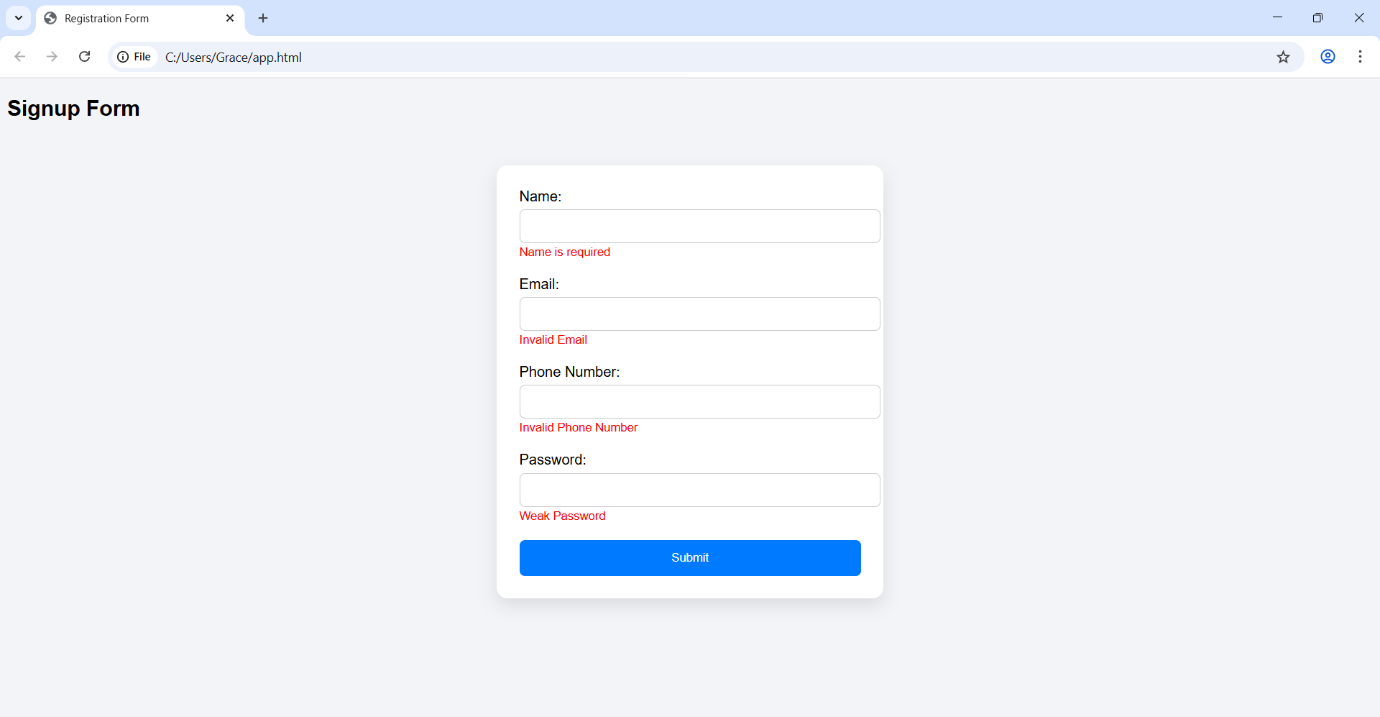 Registration Form
File
C:/Users/Grace/app.html
Signup Form
Name:
Name is required
Email:
Invalid Email
Phone Number:
Invalid Phone Number
Password:
Weak Password
Submit